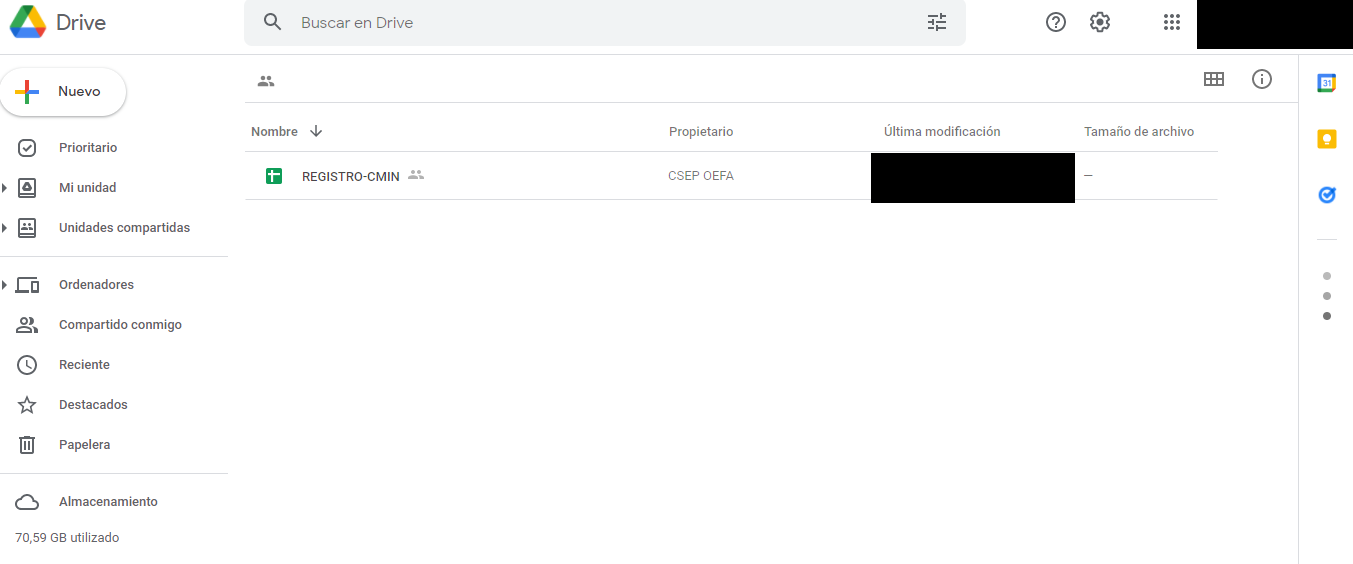 Drive
Buscar en Drive
Nuevo
Prioritario
Mi unidad
Unidades compartidas
Ordenadores
Compartido conmigo
Reciente
Destacados
Papelera
Almacenamiento
70,59 GB utilizado
Nombre Propietario Última modificación Tamaño de archivo
REGISTRO-CMIN CSEP OEFA —
31